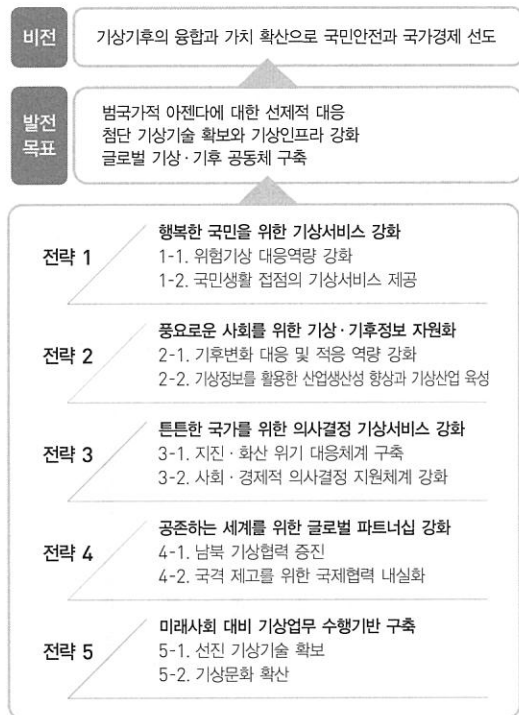 비전
기상기후의 융합과 가치 확산으로 국민안전과 국가경제 선도
발전
목표
범국가적 아젠다에 대한 선제적 대응
첨단 기상기술 확보와 기상인프라 강화
글로벌 기상·기후 공동체 구축
전략 1
행복한 국민을 위한 기상서비스 강화
1-1. 위험기상 대응역량 강화
1-2. 국민생활 접점의 기상서비스 제공
전략 2
풍요로운 사회를 위한 기상·기후정보 자원화
2-1. 기후변화 대응 및 적응 역량 강화
2-2. 기상정보를 활용한 산업생산성 향상과 기상산업 육성
전략 3
튼튼한 국가를 위한 의사결정 기상서비스 강화
3-1. 지진·화산 위기 대응체계 구축
3-2. 사회·경제적 의사결정 지원체계 강화
전략 4
공존하는 세계를 위한 글로벌 파트너십 강화
4-1. 남북 기상협력 증진
4-2. 국격 제고를 위한 국제협력 내실화
전략 5
미래사회 대비 기상업무 수행기반 구축
5-1. 선진 기상기술 확보
5-2. 기상문화 확산